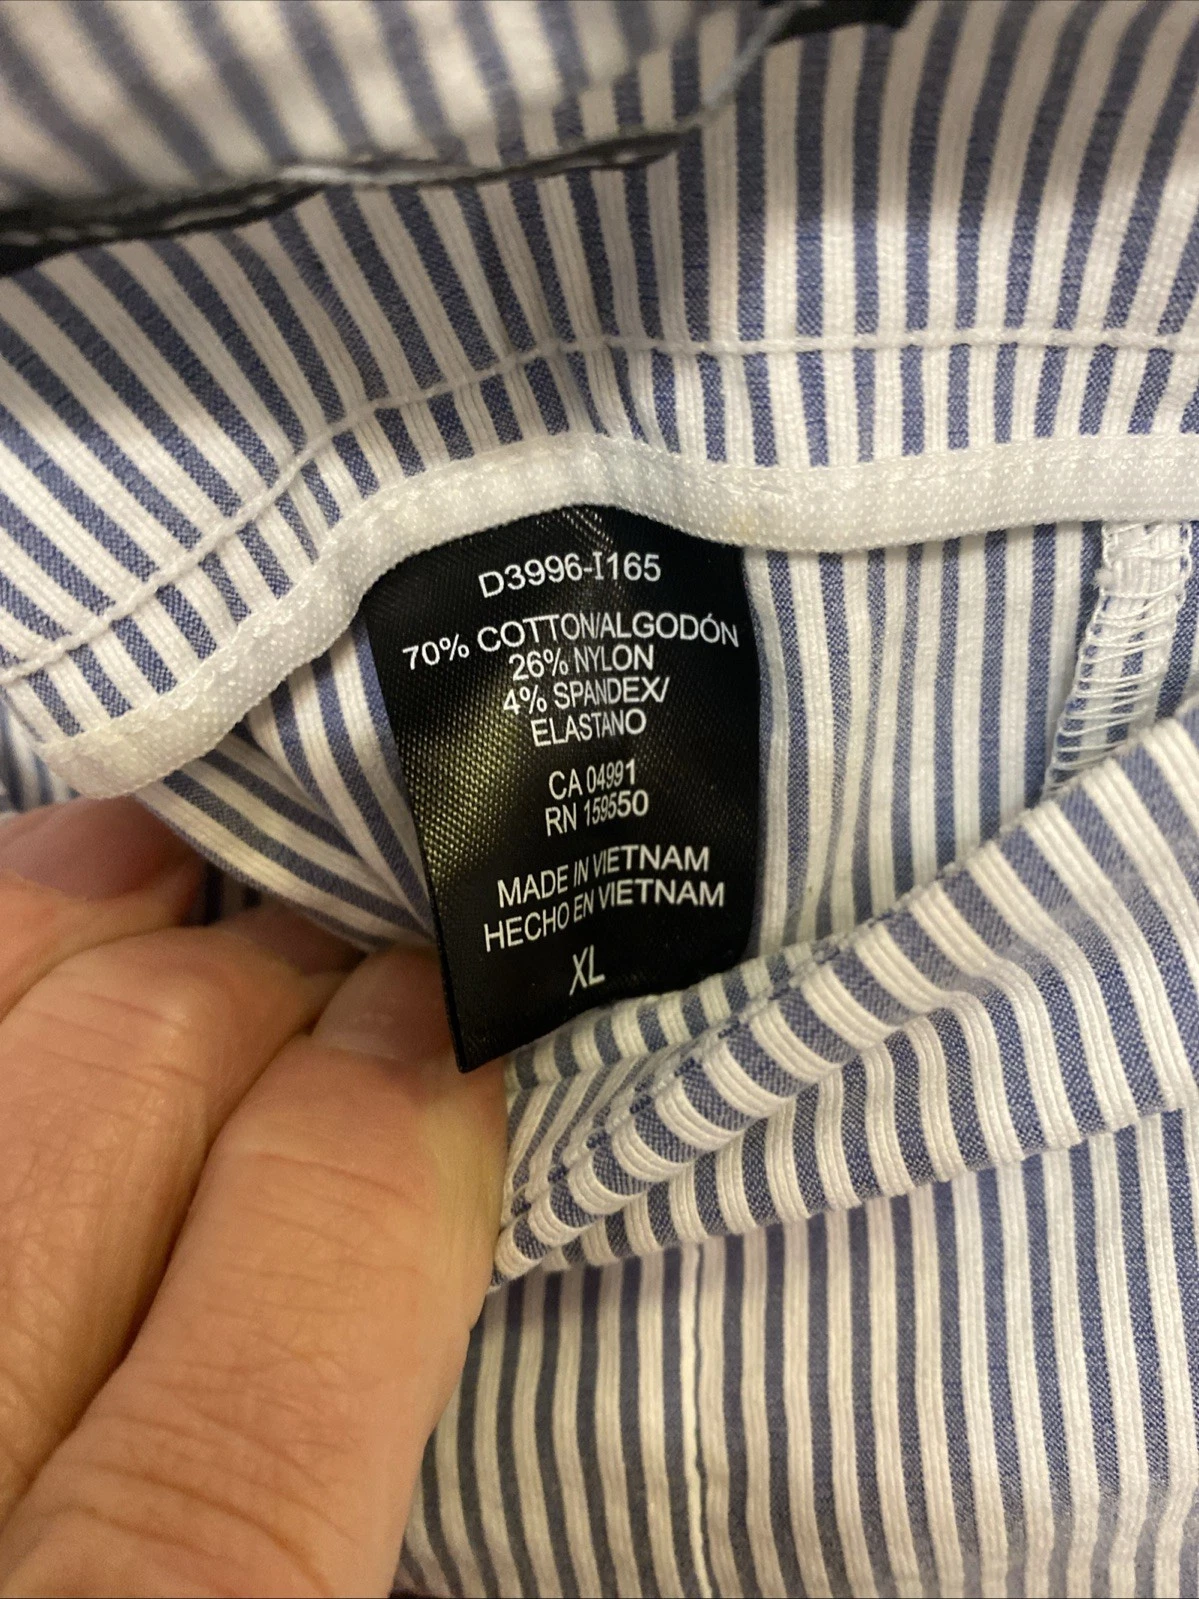 D3996-I165
70% COTTON/ALGODÓN
26% NYLON
4% SPANDEX/
ELASTANO
CA 04991
RN 159550
MADE IN VIETNAM
HECHO EN VIETNAM
XL